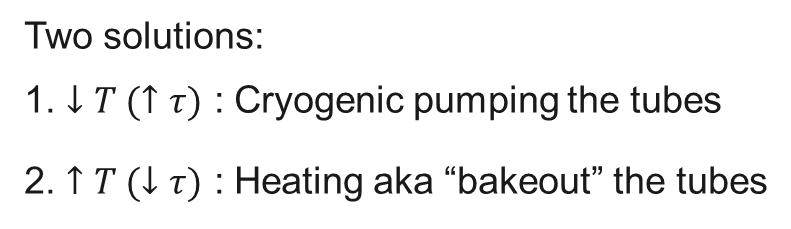 Two solutions:
1. ↓ T (↑ τ) : Cryogenic pumping the tubes
2. ↑ T (↓ τ) : Heating aka “bakeout” the tubes